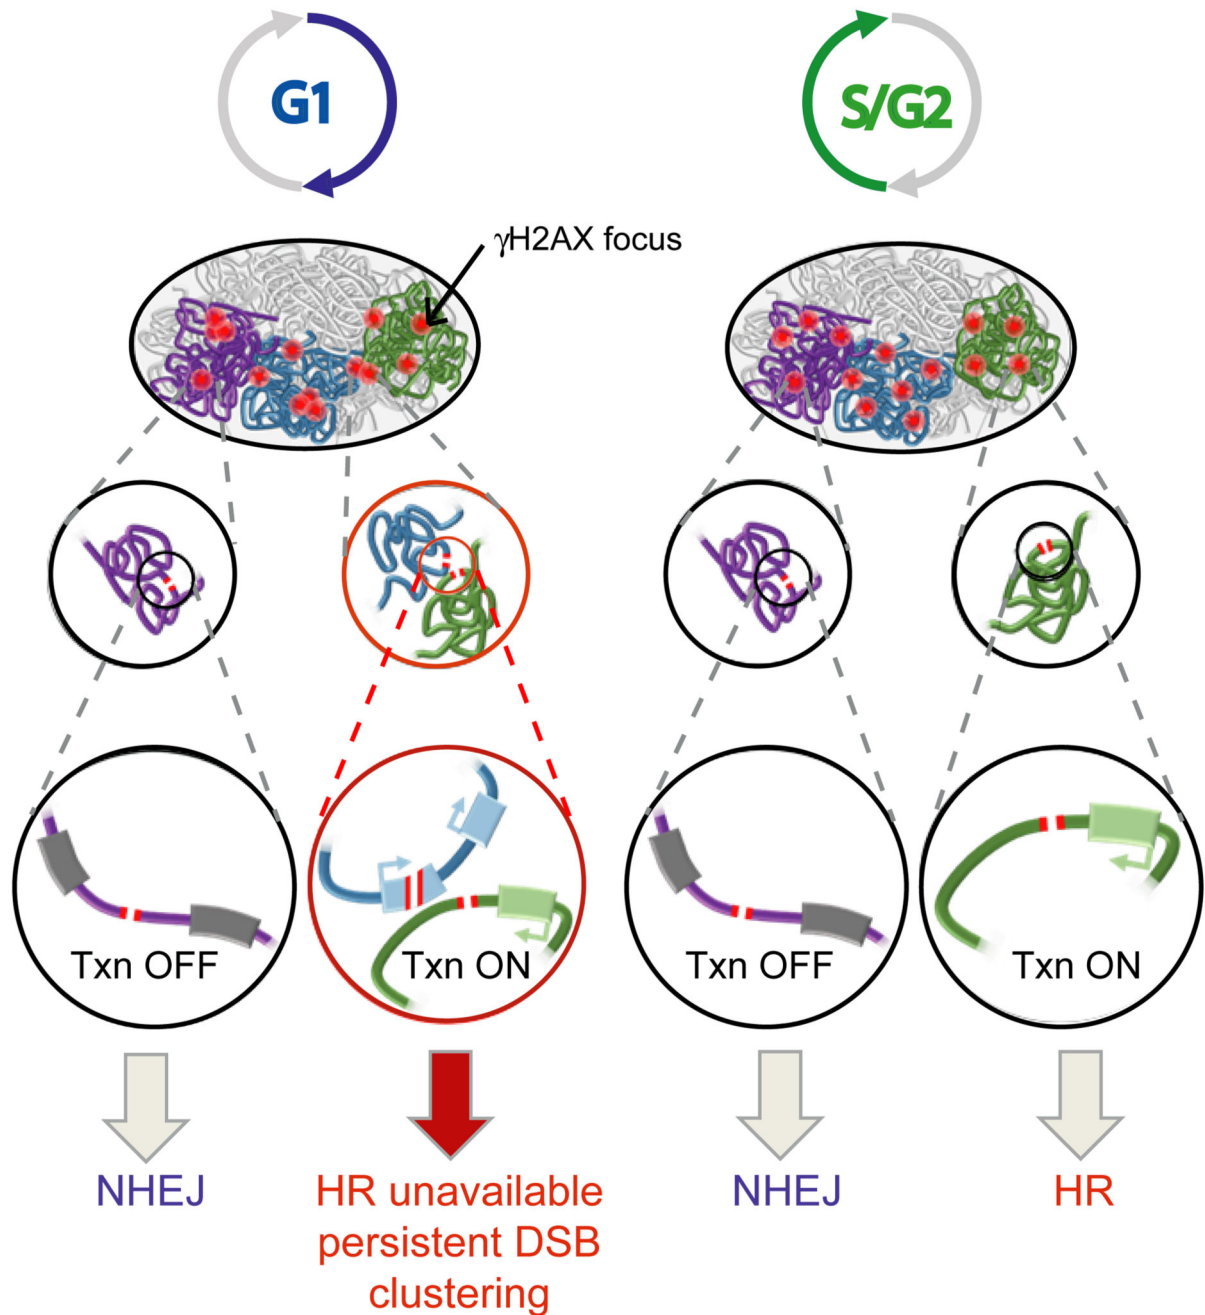 G1
S/G2
γH2AX focus
Txn OFF
Txn ON
Txn OFF
Txn ON
NHEJ
HR unavailable
persistent DSB
clustering
NHEJ
HR